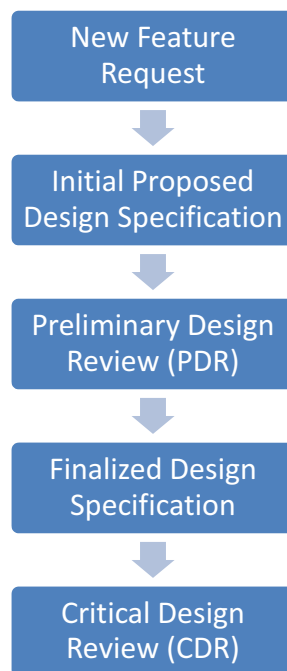 New Feature
Request
Initial Proposed
Design Specification
Preliminary Design
Review (PDR)
Finalized Design
Specification
Critical Design
Review (CDR)